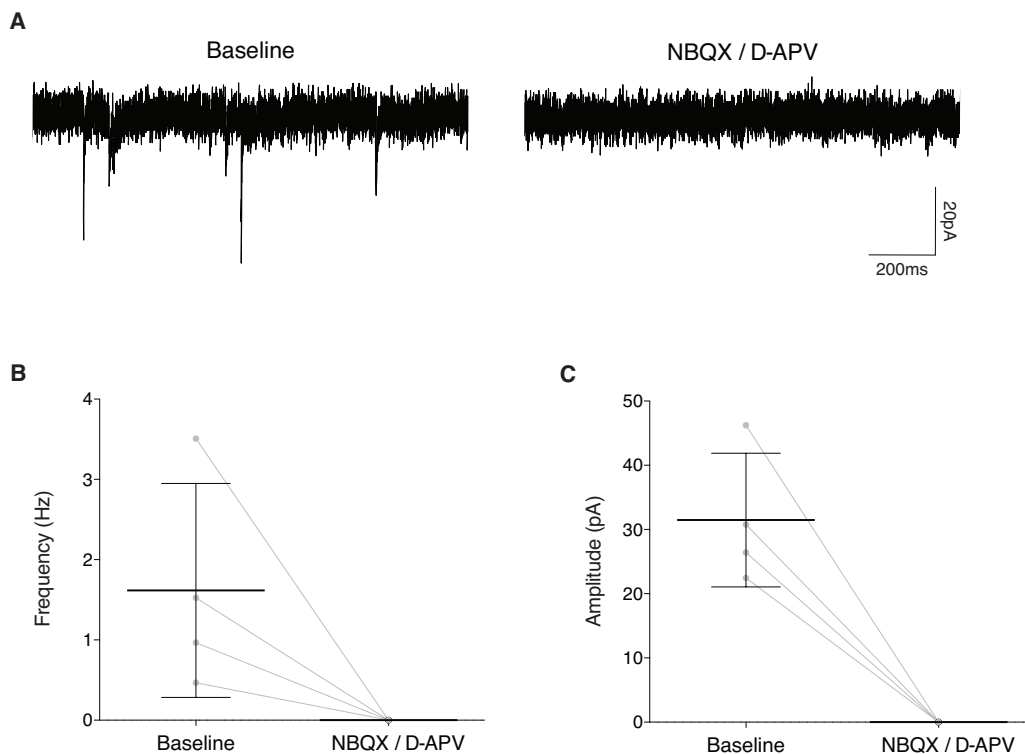 A
Baseline
NBQX / D-APV
20pA
200ms
B
4
3
2
1
0
Frequency (Hz)
Baseline
NBQX / D-APV
C
50
40
30
20
10
0
Amplitude (pA)
Baseline
NBQX / D-APV